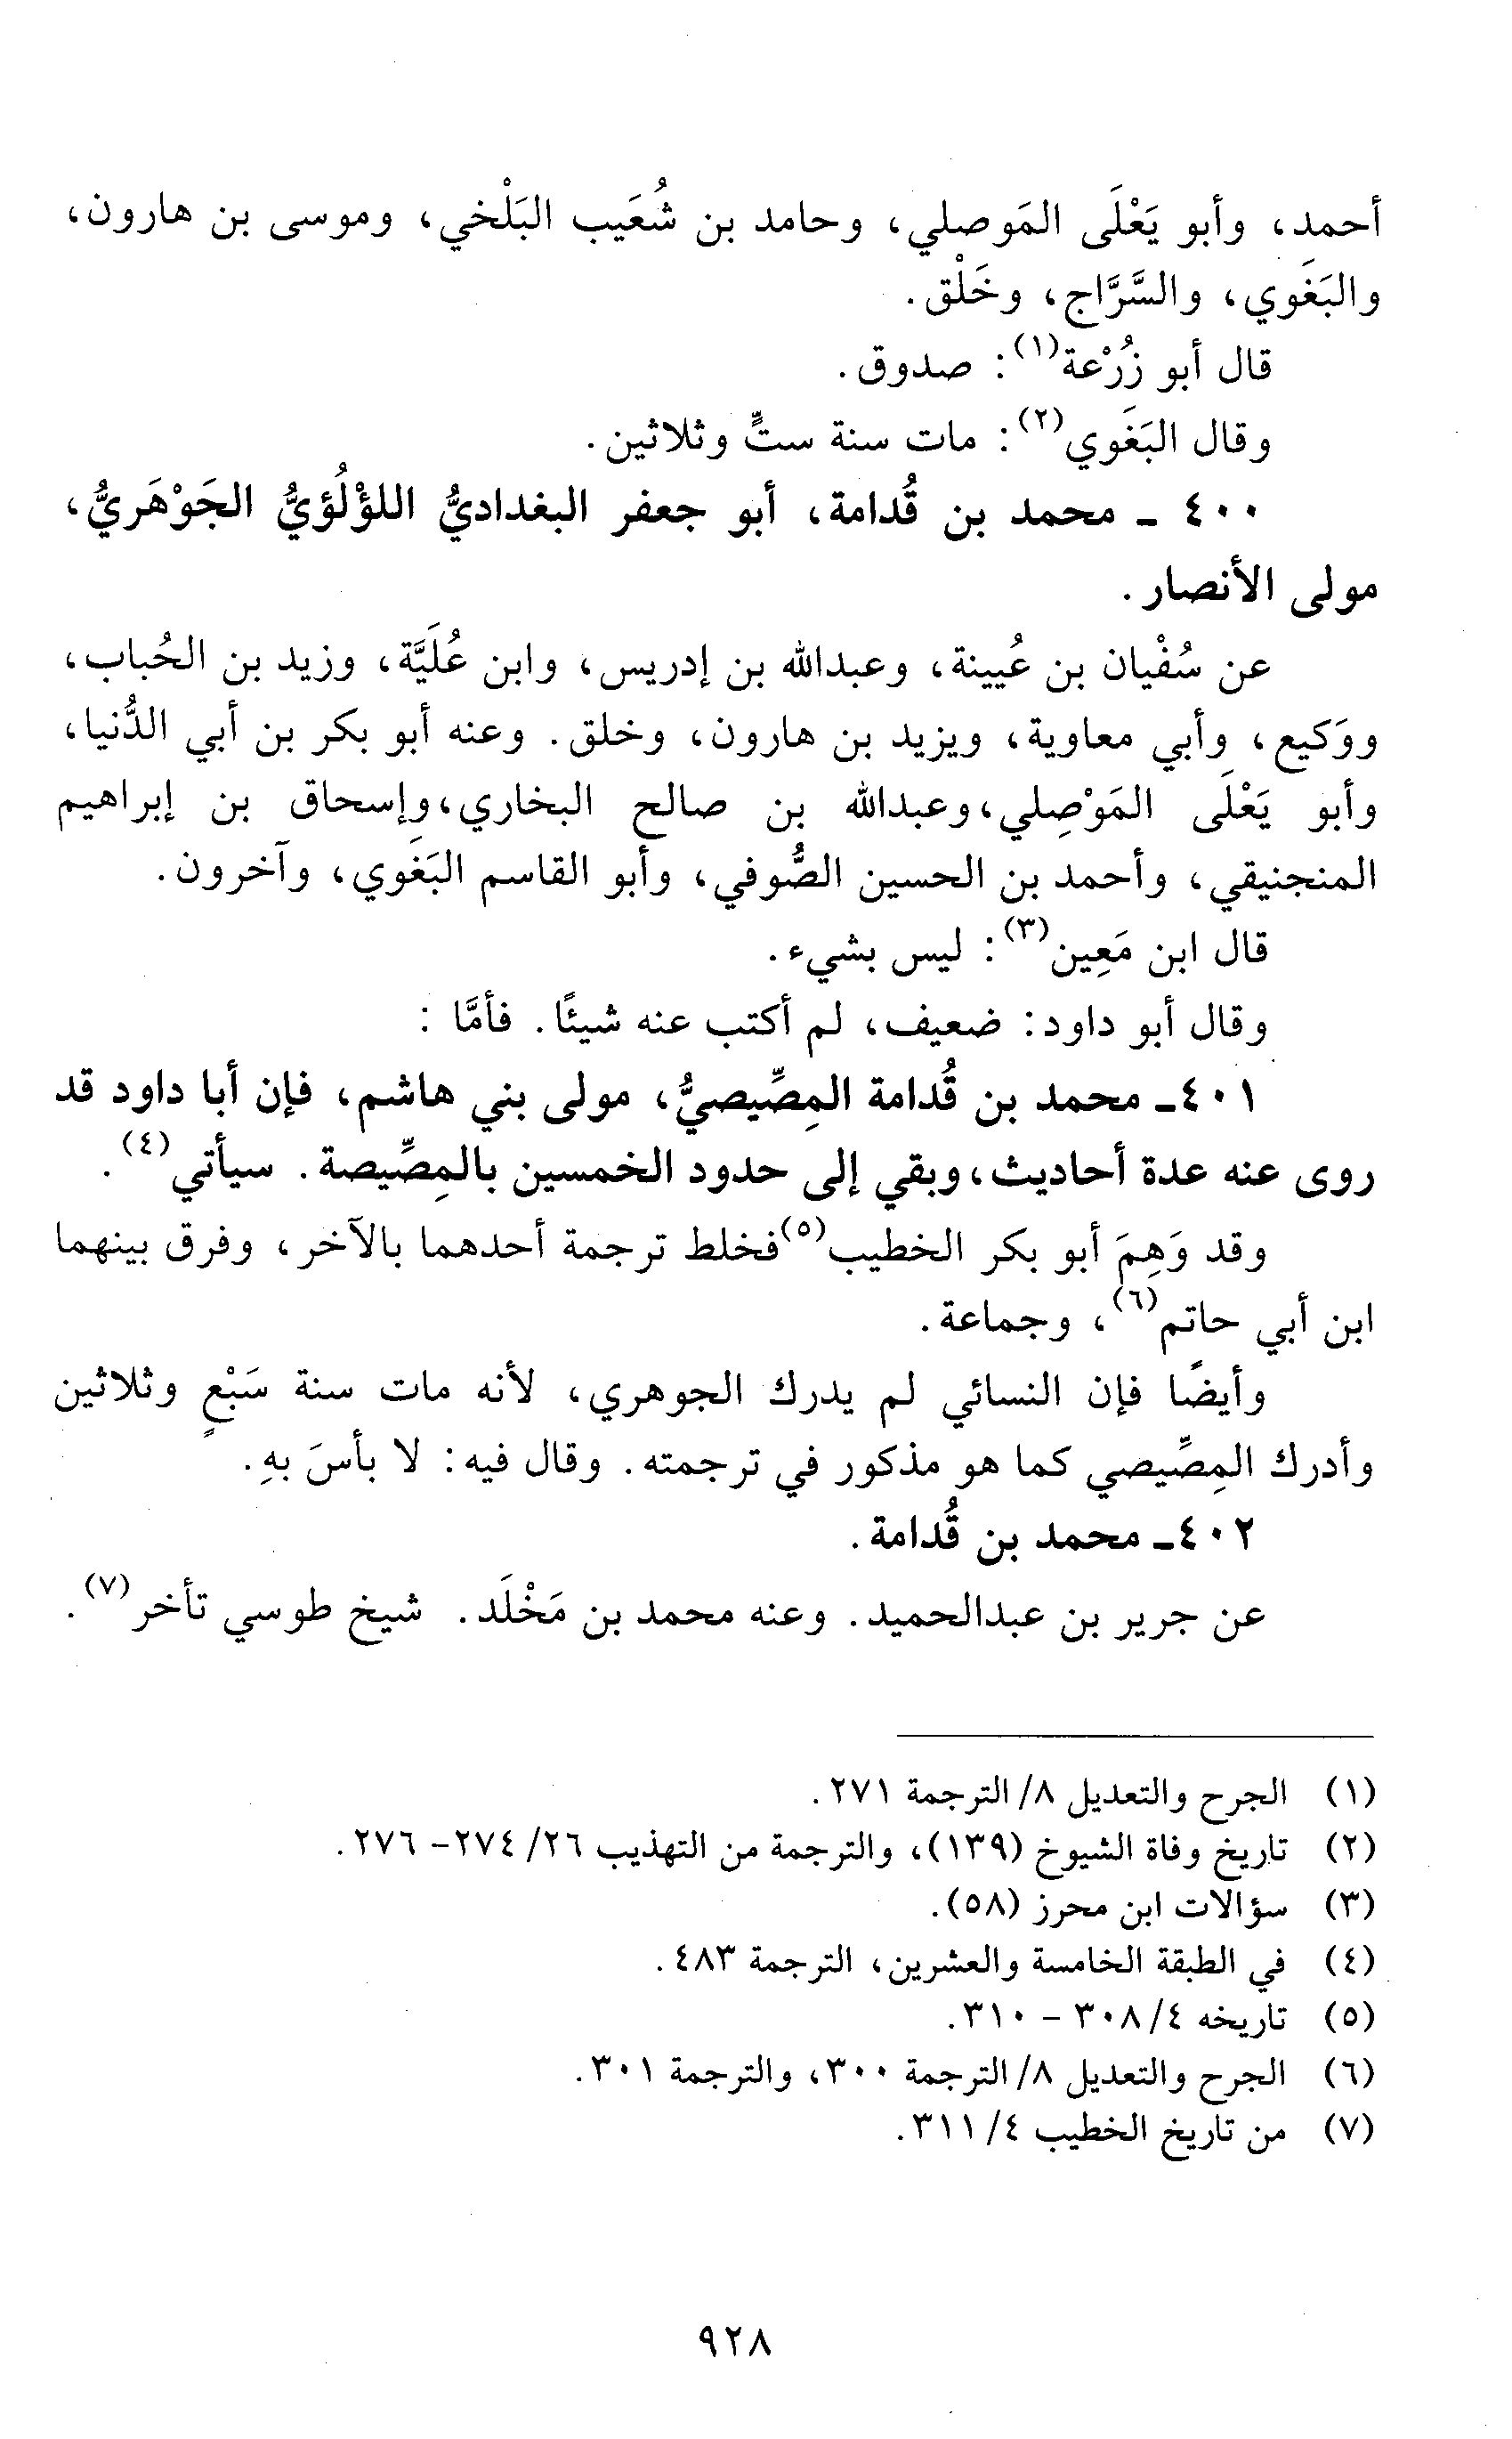 أحمد، وأبو يَعْلَى المَوصلي، وحامد بن شُعَيب البَلْخي، وموسى بن هارون،
والبَغَوي، والسَّرَّاج، وخَلْق.
قال أبو زُرْعة(١): صدوق.
وقال البَغَوي(٢): مات سنة ستٍّ وثلاثين.
٤٠٠ ـ محمد بن قُدامة، أبو جعفر البغداديُّ اللؤْلُؤيُّ الجَوْهَريُّ،
مولى الأنصار.
عن سُفْيان بن عُيينة، وعبدالله بن إدريس، وابن عُلَيَّة، وزيد بن الحُباب،
ووَكيع، وأبي معاوية، ويزيد بن هارون، وخلق. وعنه أبو بكر بن أبي الدُّنيا،
وأبو يَعْلَى المَوْصِلي، وعبدالله بن صالح البخاري، وإسحاق بن إبراهيم
المنجنيقي، وأحمد بن الحسين الصُّوفي، وأبو القاسم البَغَوي، وآخرون.
قال ابن مَعِين(٣): ليس بشيء.
وقال أبو داود: ضعيف، لم أكتب عنه شيئًا. فأمَّا:
٤٠١ـ محمد بن قُدامة المِصِّيصيُّ، مولى بني هاشم، فإن أبا داود قد
روى عنه عدة أحاديث، وبقي إلى حدود الخمسين بالمِصِّيصة. سيأتي(٤).
وقد وَهِمَ أبو بكر الخطيب(٥) فخلط ترجمة أحدهما بالآخر، وفرق بينهما
ابن أبي حاتم(٦)، وجماعة.
وأيضًا فإن النسائي لم يدرك الجوهري، لأنه مات سنة سَبْعٍ وثلاثين
وأدرك المِصِّيصي كما هو مذكور في ترجمته. وقال فيه: لا بأسَ بهِ.
٤٠٢ـ محمد بن قُدامة.
عن جرير بن عبدالحميد. وعنه محمد بن مَخْلَد. شيخ طوسي تأخر(٧).
(١) الجرح والتعديل ٨/ الترجمة ٢٧١.
(٢) تاريخ وفاة الشيوخ (١٣٩)، والترجمة من التهذيب ٢٦/ ٢٧٤- ٢٧٦.
(٣) سؤالات ابن محرز (٥٨).
(٤) في الطبقة الخامسة والعشرين، الترجمة ٤٨٣.
(٥) تاريخه ٤/ ٣٠٨ - ٣١٠.
(٦) الجرح والتعديل ٨/ الترجمة ٣٠٠، والترجمة ٣٠١.
(٧) من تاريخ الخطيب ٤/ ٣١١.
٩٢٨